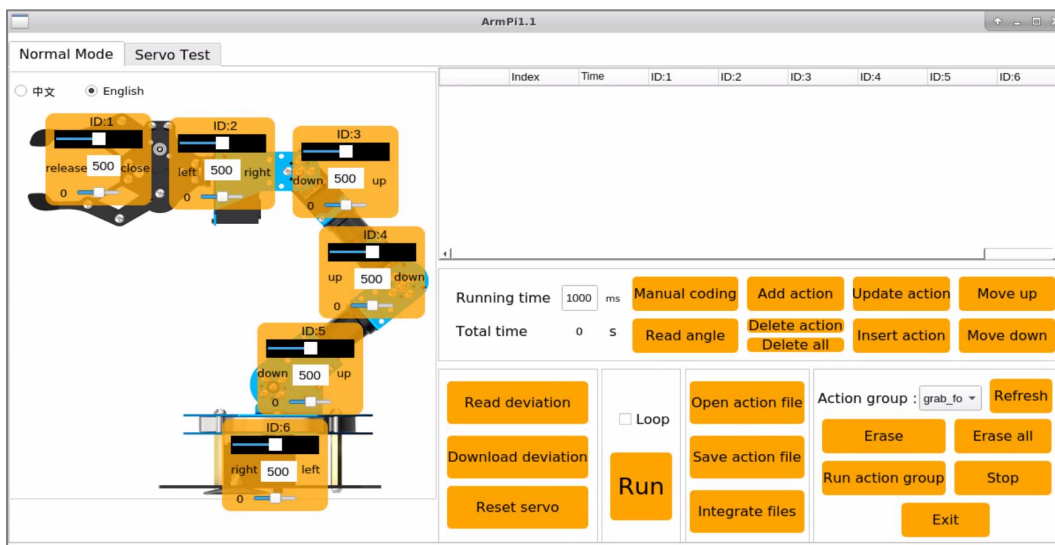 ArmPi1.1
Normal Mode Servo Test
中文 English
Index Time ID:1 ID:2 ID:3 ID:4 ID:5 ID:6
ID:1
release 500 close
0
ID:2
left 500 right
0
ID:3
down 500 up
0
ID:4
up 500 down
0
ID:5
down 500 up
0
ID:6
right 500 left
0
Running time 1000 ms
Total time 0 S
Manual coding Add action Update action Move up
Read angle Delete action Insert action Move down
Delete all
Read deviation
Download deviation
Reset servo
Loop
Run
Open action file
Save action file
Integrate files
Action group : grab_fo Refresh
Erase Erase all
Run action group Stop
Exit